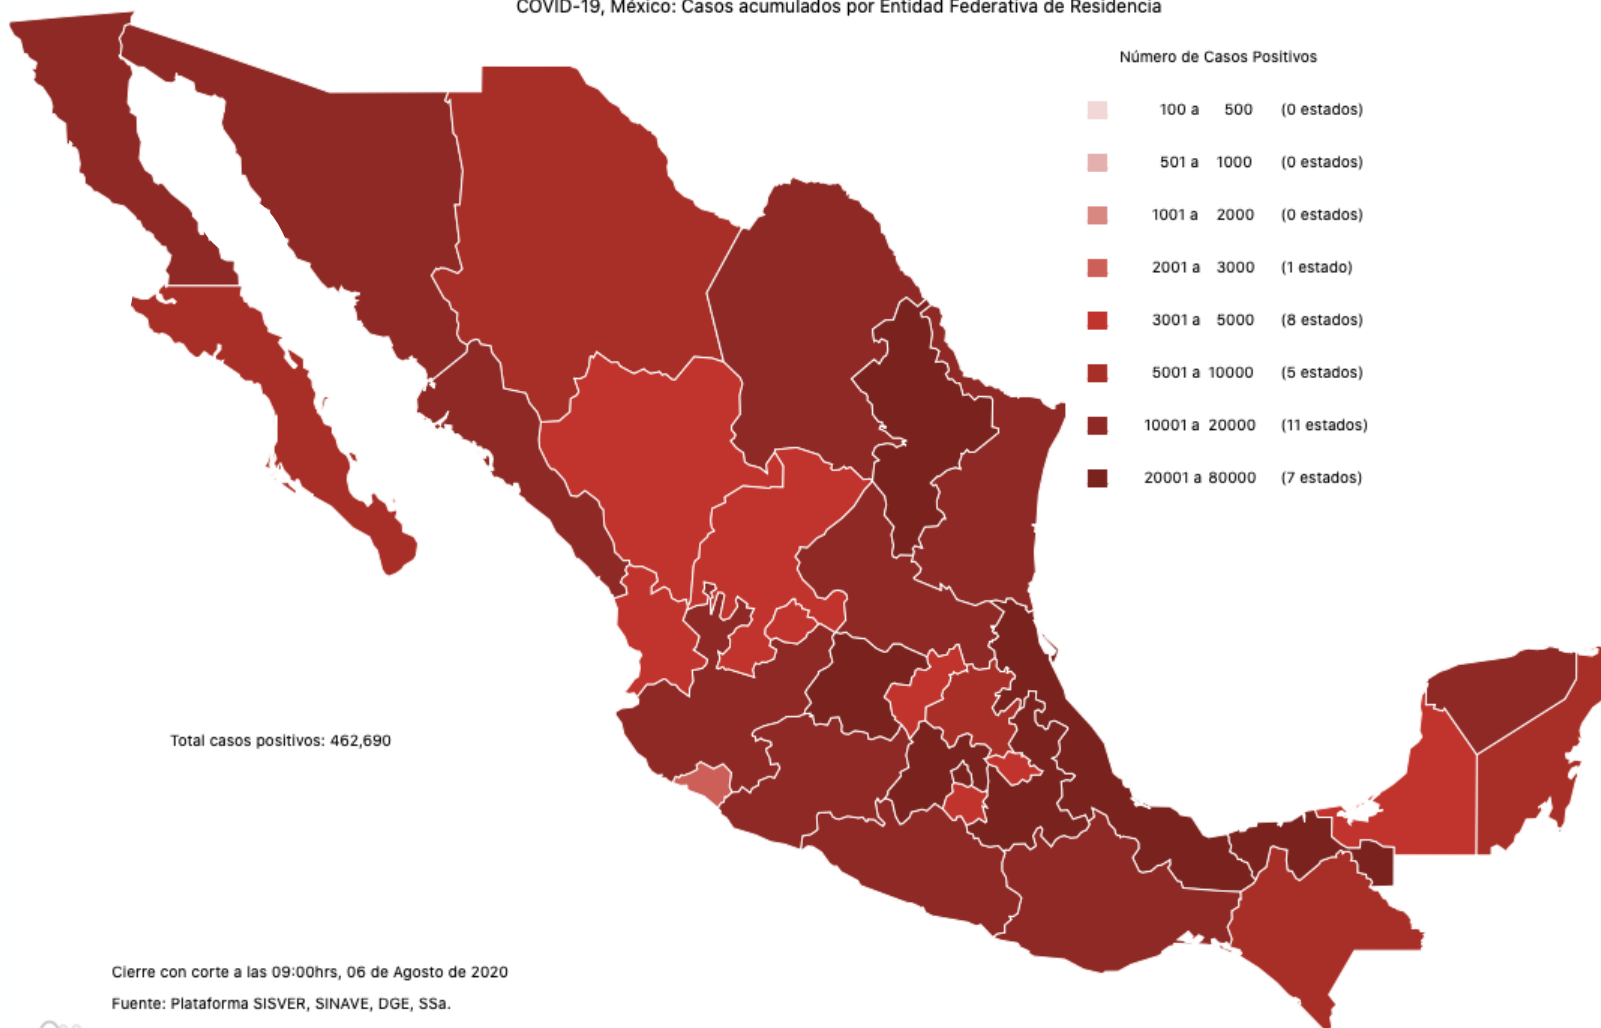 COVID-19, México: Casos acumulados por Entidad Federativa de Residencia
Número de Casos Positivos
100 a 500 (0 estados)
501 a 1000 (0 estados)
1001 a 2000 (0 estados)
2001 a 3000 (1 estado)
3001 a 5000 (8 estados)
5001 a 10000 (5 estados)
10001 a 20000 (11 estados)
20001 a 80000 (7 estados)
Total casos positivos: 462,690
Cierre con corte a las 09:00hrs, 06 de Agosto de 2020
Fuente: Plataforma SISVER, SINAVE, DGE, SSa.